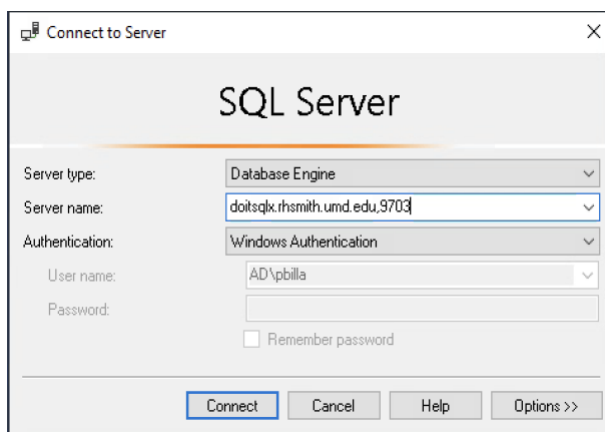 Connect to Server
SQL Server
Server type: Database Engine
Server name: doitsqlx.rhsmith.umd.edu,9703
Authentication: Windows Authentication
User name: AD\pbilla
Password:
Remember password
Connect Cancel Help Options >>